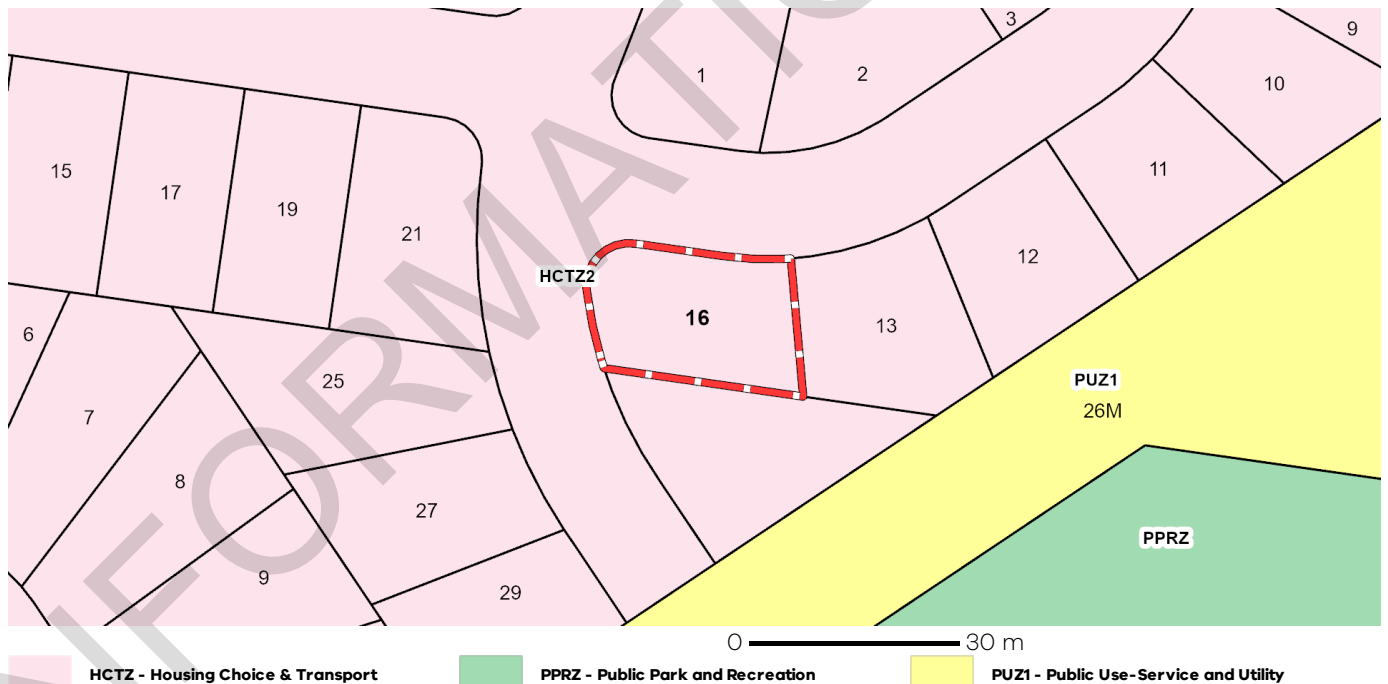 3
9
1
2
10
15
11
17
19
21
12
HCTZ2
16
13
6
25
PUZ1
26M
7
8
27
PPRZ
9
29
0 30 m
HCTZ - Housing Choice & Transport
PPRZ - Public Park and Recreation
PUZ1 - Public Use-Service and Utility
INFORMATIO